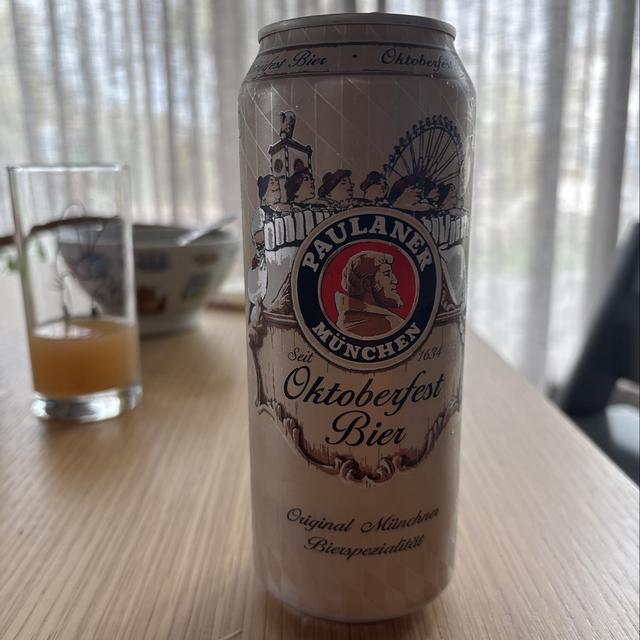 Bier • Oktoberfest
PAULANER
MÜNCHEN
Seit 1634
Oktoberfest
Bier
Original Münchner
Bierspezialität